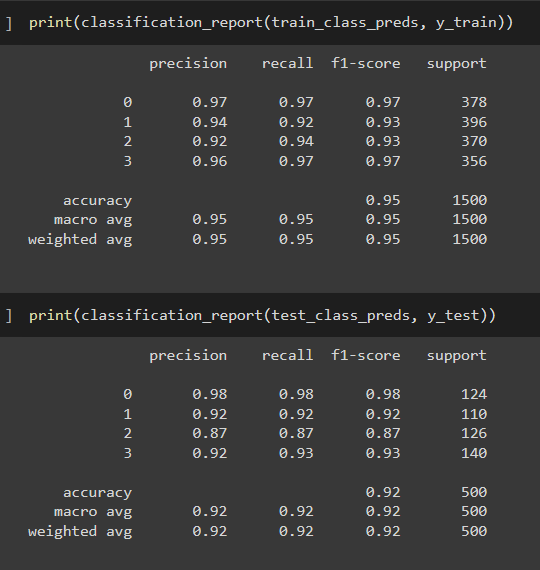 ] print(classification_report(train_class_preds, y_train))
precision recall f1-score support
0 0.97 0.97 0.97 378
1 0.94 0.92 0.93 396
2 0.92 0.94 0.93 370
3 0.96 0.97 0.97 356
accuracy 0.95 1500
macro avg 0.95 0.95 0.95 1500
weighted avg 0.95 0.95 0.95 1500
] print(classification_report(test_class_preds, y_test))
precision recall f1-score support
0 0.98 0.98 0.98 124
1 0.92 0.92 0.92 110
2 0.87 0.87 0.87 126
3 0.92 0.93 0.93 140
accuracy 0.92 500
macro avg 0.92 0.92 0.92 500
weighted avg 0.92 0.92 0.92 500